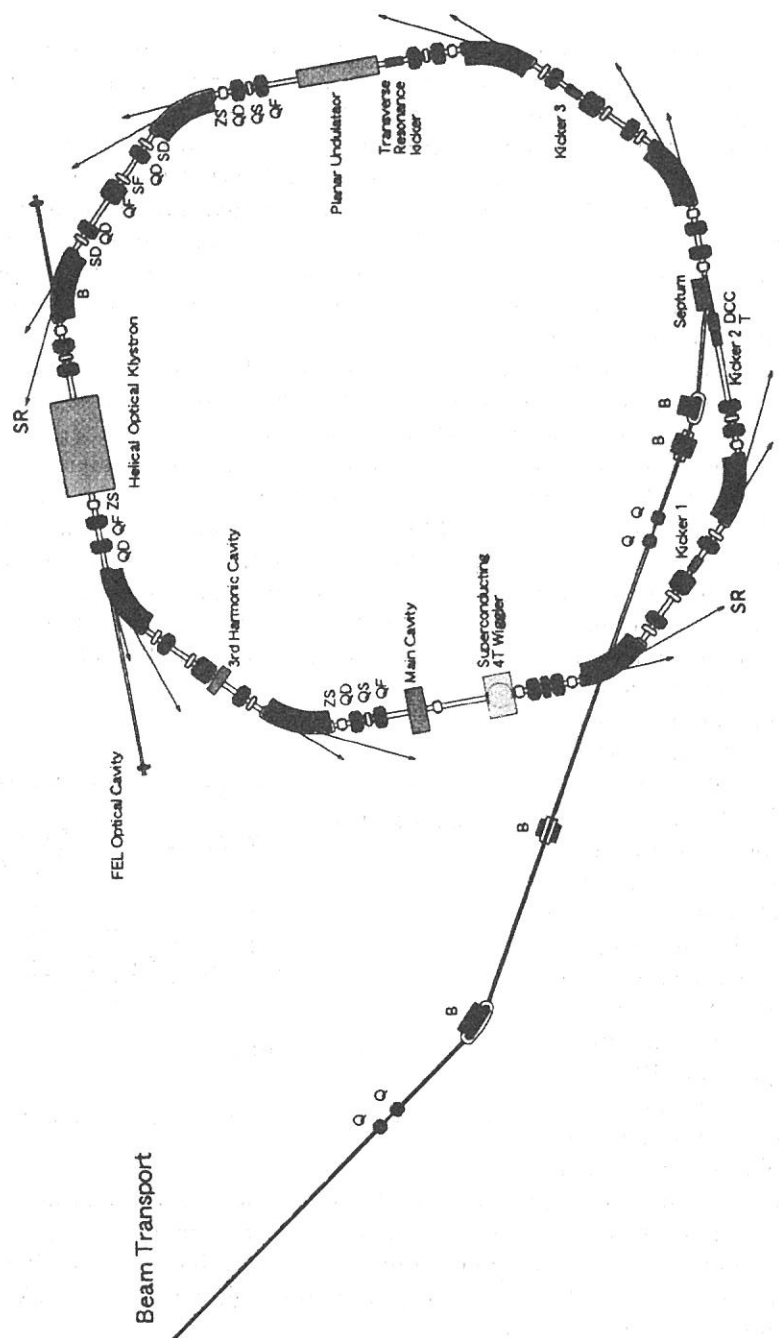 SR
Helical Optical Klystron
B
SD
QD
QF
SF
QD
SD
ZS
QD
QS
QF
Planar Undulataor
Transverse
Resonance
kicker
Kicker 3
Septum
Kicker 2
DCC
T
B
B
Q
Q
Kicker 1
SR
Superconducting
4T Wiggler
Main Cavity
ZS
QD
QS
QF
3rd Harmonic Cavity
QD
QF
ZS
FEL Optical Cavity
B
B
Q
Q
Beam Transport